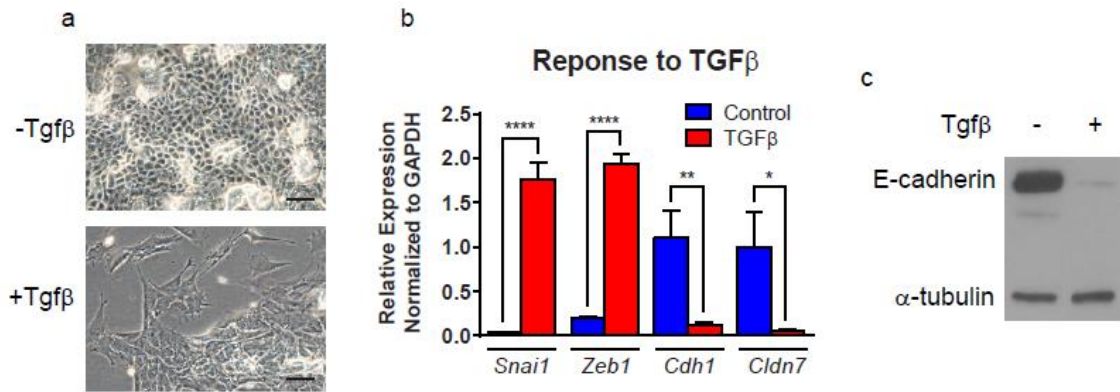 a
-Tgfβ
+Tgfβ
b
Reponse to TGFβ
Control
TGFβ
Relative Expression
Normalized to GAPDH
2.5
2.0
1.5
1.0
0.5
0.0
**** **** ** *
Snai1 Zeb1 Cdh1 Cldn7
c
Tgfβ - +
E-cadherin
α-tubulin